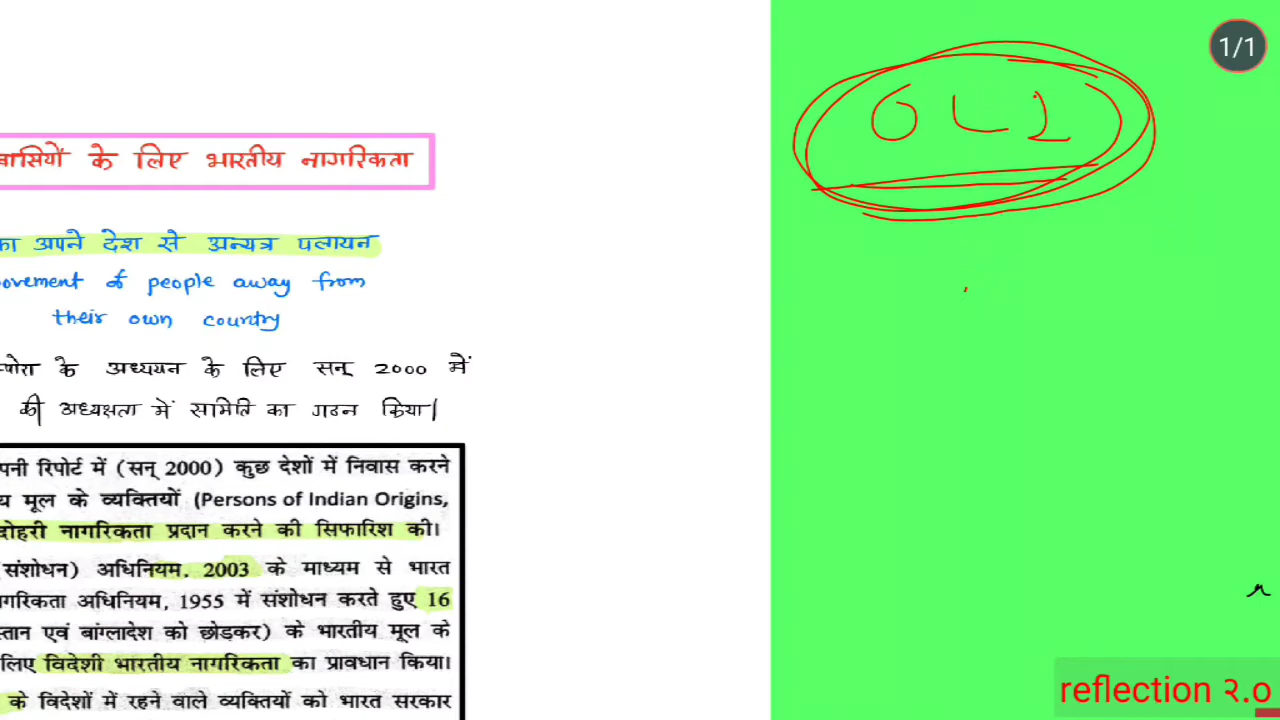 वासियों के लिए भारतीय नागरिकता
का अपने देश से अन्यत्र पलायन
movement of people away from
their own country
स्पोरा के अध्ययन के लिए सन् 2000 में
की अध्यक्षता में समिति का गठन किया।
पनी रिपोर्ट में (सन् 2000) कुछ देशों में निवास करने
य मूल के व्यक्तियों (Persons of Indian Origins,
दोहरी नागरिकता प्रदान करने की सिफारिश की।
(संशोधन) अधिनियम, 2003 के माध्यम से भारत
गरिकता अधिनियम, 1955 में संशोधन करते हुए 16
स्तान एवं बांग्लादेश को छोड़कर) के भारतीय मूल के
लिए विदेशी भारतीय नागरिकता का प्रावधान किया।
के विदेशों में रहने वाले व्यक्तियों को भारत सरकार
1/1
reflection २.०